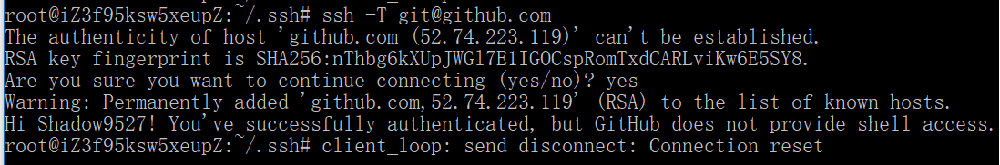 root@iZ3f95ksw5xeupZ:~/.ssh# ssh -T git@github.com
The authenticity of host 'github.com (52.74.223.119)' can't be established.
RSA key fingerprint is SHA256:nThbg6kXUpJWGl7E1IGOCspRomTxdCARLviKw6E5SY8.
Are you sure you want to continue connecting (yes/no)? yes
Warning: Permanently added 'github.com,52.74.223.119' (RSA) to the list of known hosts.
Hi Shadow9527! You've successfully authenticated, but GitHub does not provide shell access.
root@iZ3f95ksw5xeupZ:~/.ssh# client_loop: send disconnect: Connection reset